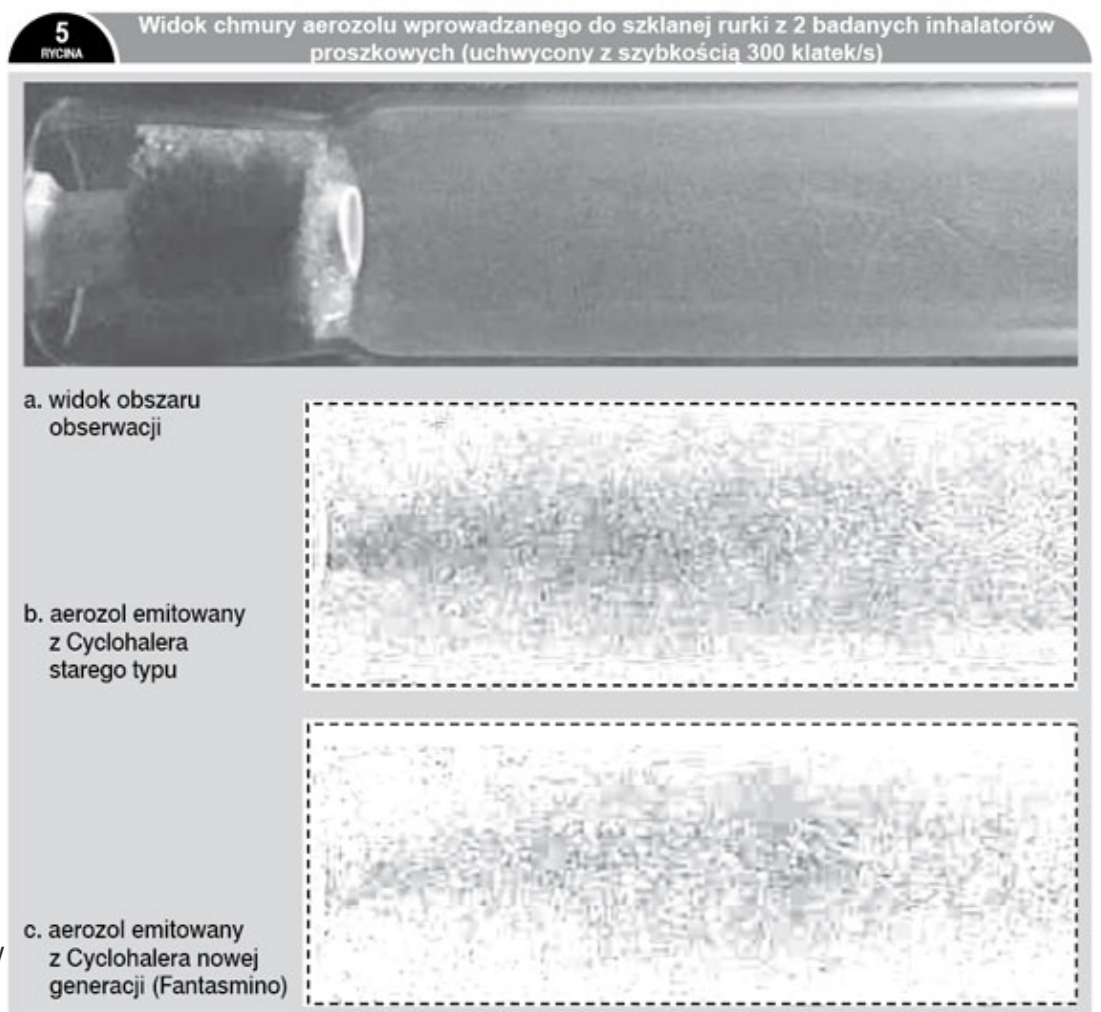 5
RYCINA
Widok chmury aerozolu wprowadzanego do szklanej rurki z 2 badanych inhalatorów
proszkowych (uchwycony z szybkością 300 klatek/s)
a. widok obszaru
obserwacji
b. aerozol emitowany
z Cyclohalera
starego typu
c. aerozol emitowany
z Cyclohalera nowej
generacji (Fantasmino)